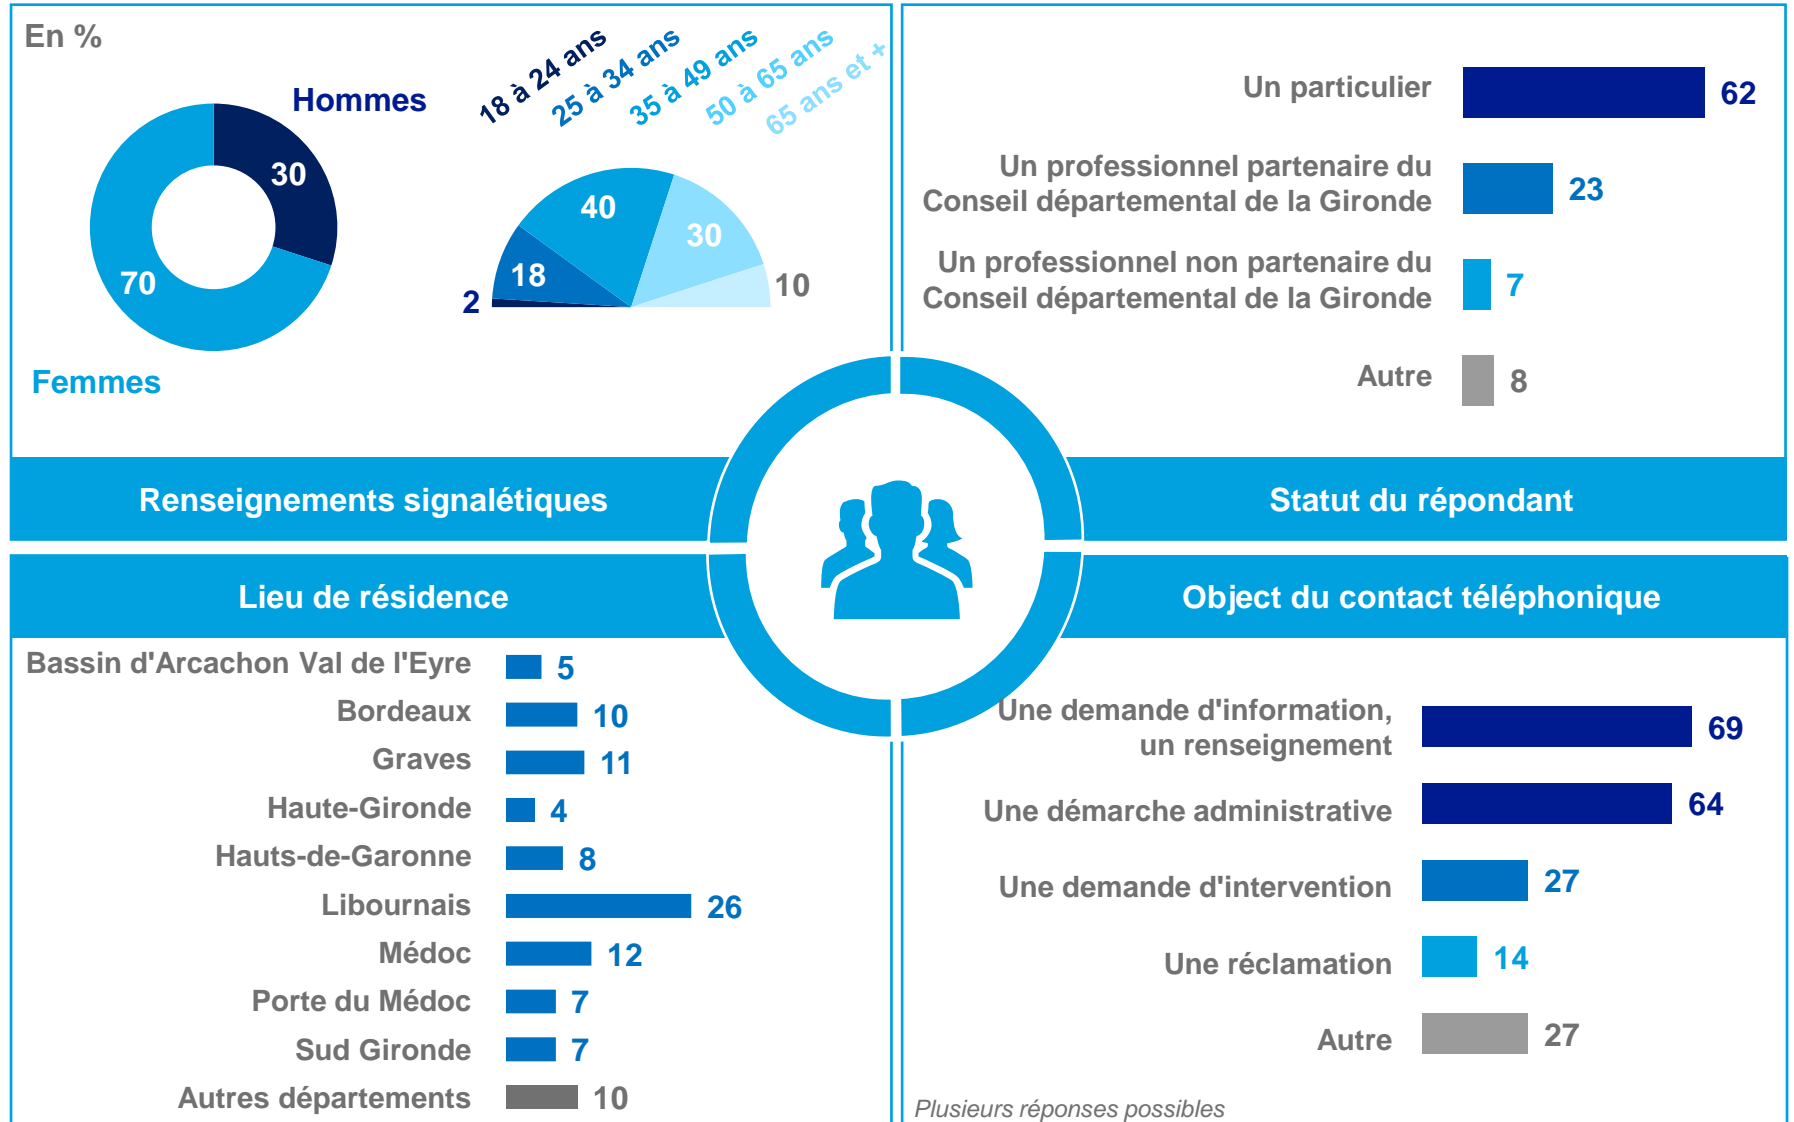 En %
Hommes
30
70
Femmes
18 à 24 ans
25 à 34 ans
35 à 49 ans
50 à 65 ans
65 ans et +
2
18
40
30
10
Renseignements signalétiques
Un particulier
62
Un professionnel partenaire du
Conseil départemental de la Gironde
23
Un professionnel non partenaire du
Conseil départemental de la Gironde
7
Autre
8
Statut du répondant
Lieu de résidence
Bassin d'Arcachon Val de l'Eyre
5
Bordeaux
10
Graves
11
Haute-Gironde
4
Hauts-de-Garonne
8
Libournais
26
Médoc
12
Porte du Médoc
7
Sud Gironde
7
Autres départements
10
Object du contact téléphonique
Une demande d'information,
un renseignement
69
Une démarche administrative
64
Une demande d'intervention
27
Une réclamation
14
Autre
27
Plusieurs réponses possibles